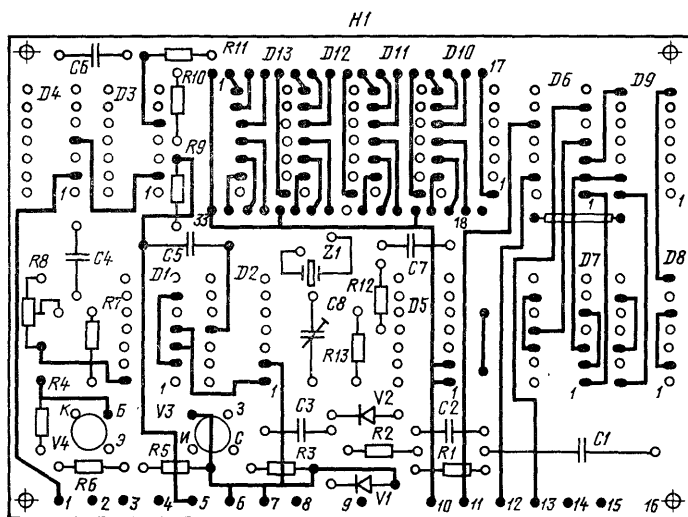 H1
C6 R11 D13 D12 D11 D10 17
R10 1 D6 D9
D4 D3
R9
1 1 1 1 1
33 18
C5 Z1 C7
R8 C4 D1 D2 R12 D7 D8
R7 C8 D5
R13
1 1 1 1 1
R4 К Б V3 З C3 V2 C2
V4 Э И С R2 C1
R6 R5 R3 R1
V1
1 2 3 4 5 6 7 8 9 10 11 12 13 14 15 16